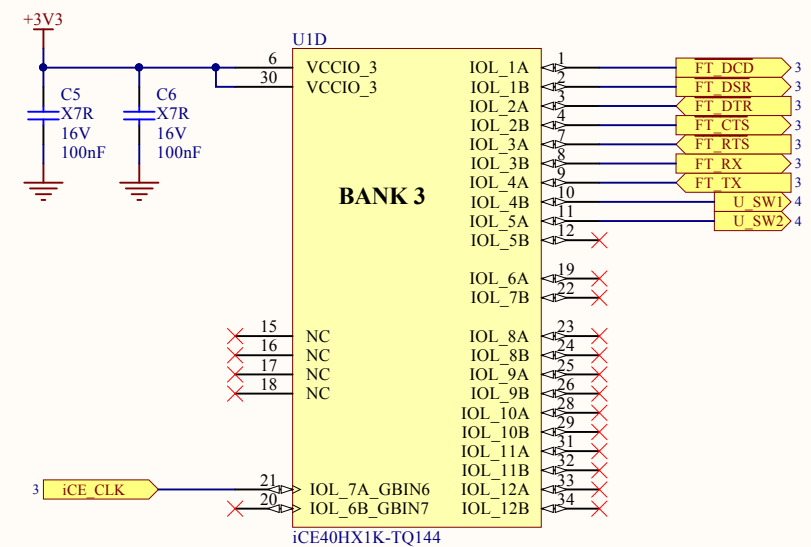 +3V3
U1D
6 VCCIO_3 IOL_1A 1 FT_DCD 3
30 VCCIO_3 IOL_1B 2 FT_DSR 3
IOL_2A 3 FT_DTR 3
IOL_2B 4 FT_CTS 3
IOL_3A 7 FT_RTS 3
IOL_3B 8 FT_RX 3
IOL_4A 9 FT_TX 3
IOL_4B 10 U_SW1 4
IOL_5A 11 U_SW2 4
IOL_5B 12
C5
X7R
16V
100nF
C6
X7R
16V
100nF
BANK 3
IOL_6A 19
IOL_7B 22
15 NC IOL_8A 23
16 NC IOL_8B 24
17 NC IOL_9A 25
18 NC IOL_9B 26
IOL_10A 28
IOL_10B 29
IOL_11A 31
IOL_11B 32
3 iCE_CLK 21 IOL_7A_GBIN6 IOL_12A 33
20 IOL_6B_GBIN7 IOL_12B 34
iCE40HX1K-TQ144